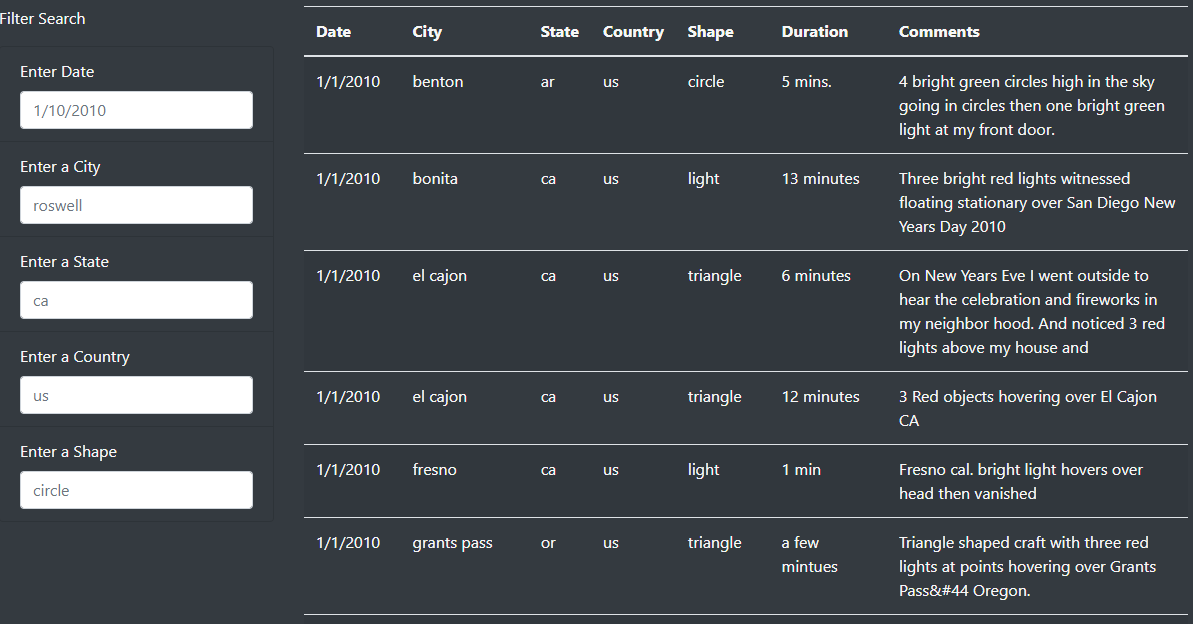 Filter Search
Enter Date
1/10/2010
Enter a City
roswell
Enter a State
ca
Enter a Country
us
Enter a Shape
circle
Date City State Country Shape Duration Comments
1/1/2010 benton ar us circle 5 mins. 4 bright green circles high in the sky
going in circles then one bright green
light at my front door.
1/1/2010 bonita ca us light 13 minutes Three bright red lights witnessed
floating stationary over San Diego New
Years Day 2010
1/1/2010 el cajon ca us triangle 6 minutes On New Years Eve I went outside to
hear the celebration and fireworks in
my neighbor hood. And noticed 3 red
lights above my house and
1/1/2010 el cajon ca us triangle 12 minutes 3 Red objects hovering over El Cajon
CA
1/1/2010 fresno ca us light 1 min Fresno cal. bright light hovers over
head then vanished
1/1/2010 grants pass or us triangle a few Triangle shaped craft with three red
mintues lights at points hovering over Grants
Pass&#44 Oregon.